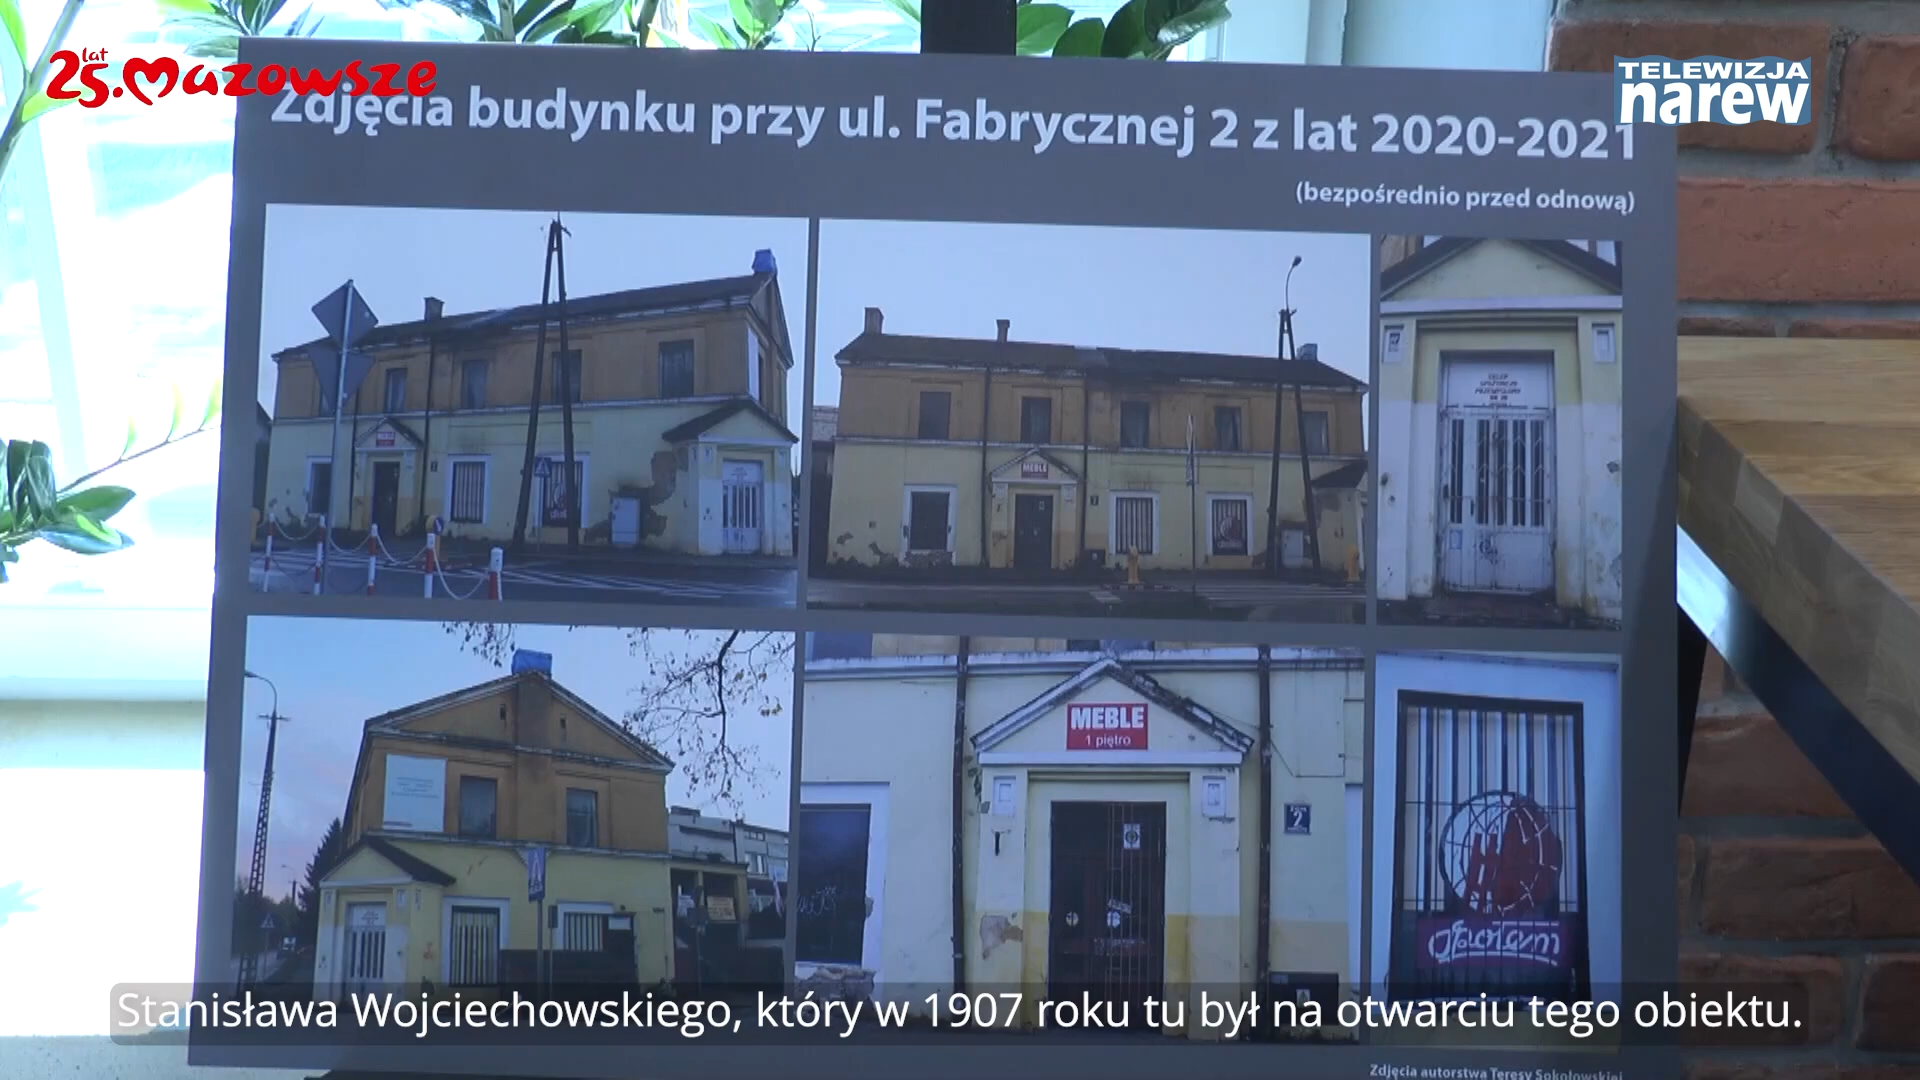 25 lat Mazowsze
TELEWIZJA
narew
Zdjęcia budynku przy ul. Fabrycznej 2 z lat 2020-2021
(bezpośrednio przed odnową)
MEBLE
MEBLE
MEBLE
1 piętro
2
Stanisława Wojciechowskiego, który w 1907 roku tu był na otwarciu tego obiektu.
Zdjęcia autorstwa Teresy Sokołowskiej